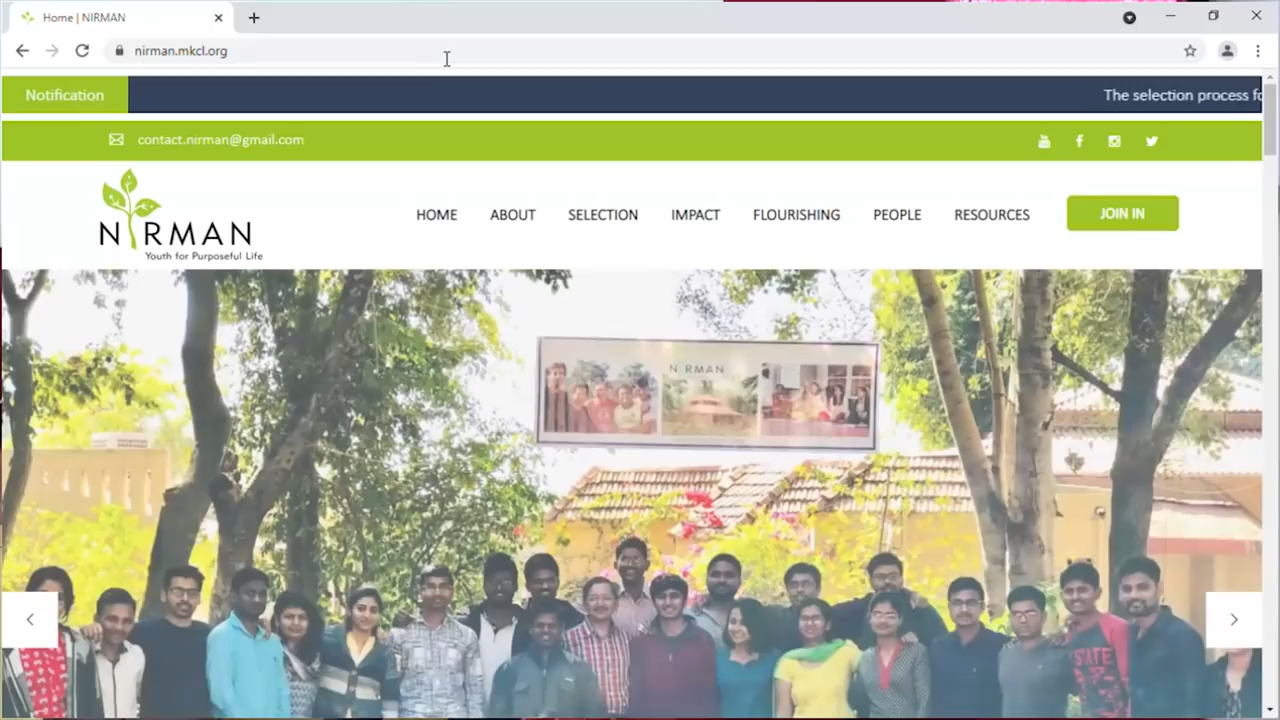 Home | NIRMAN
nirman.mkcl.org
Notification
The selection process fo
contact.nirman@gmail.com
NIRMAN
Youth for Purposeful Life
HOME
ABOUT
SELECTION
IMPACT
FLOURISHING
PEOPLE
RESOURCES
JOIN IN
NIRMAN
STATE